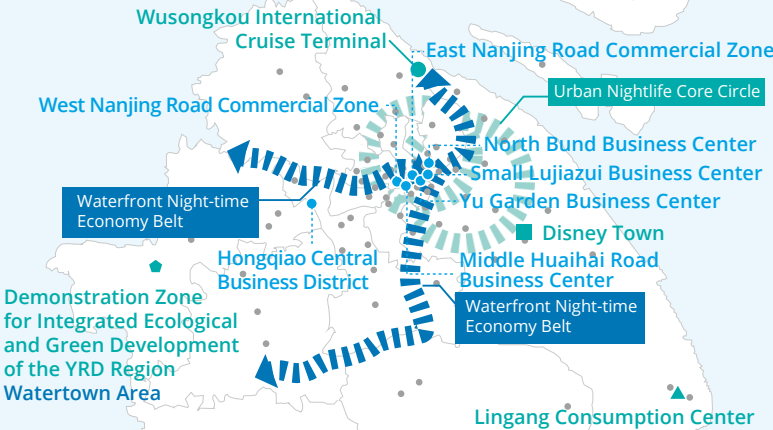 Wusongkou International
Cruise Terminal
East Nanjing Road Commercial Zone
Urban Nightlife Core Circle
West Nanjing Road Commercial Zone
North Bund Business Center
Small Lujiazui Business Center
Yu Garden Business Center
Waterfront Night-time
Economy Belt
Disney Town
Hongqiao Central
Business District
Middle Huaihai Road
Business Center
Demonstration Zone
for Integrated Ecological
and Green Development
of the YRD Region
Watertown Area
Waterfront Night-time
Economy Belt
Lingang Consumption Center